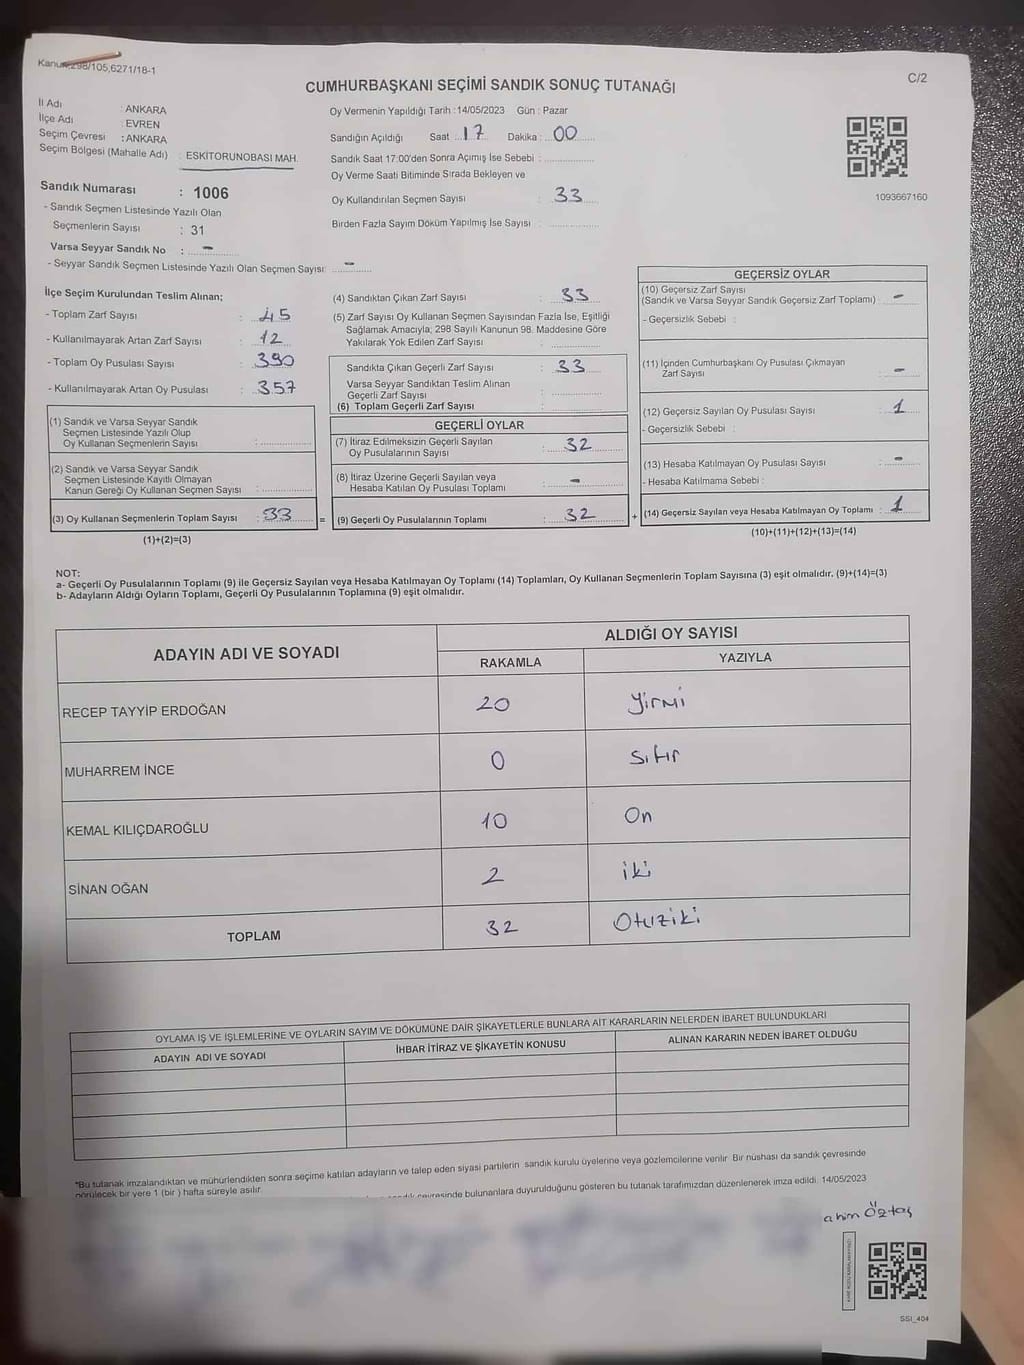 Kanun:298/105,6271/18-1
C/2
CUMHURBAŞKANI SEÇİMİ SANDIK SONUÇ TUTANAĞI
İl Adı : ANKARA
İlçe Adı : EVREN
Seçim Çevresi : ANKARA
Seçim Bölgesi (Mahalle Adı) : ESKİTORUNOBASI MAH.
Sandık Numarası : 1006
- Sandık Seçmen Listesinde Yazılı Olan
Seçmenlerin Sayısı : 31
Varsa Seyyar Sandık No : -
- Seyyar Sandık Seçmen Listesinde Yazılı Olan Seçmen Sayısı: -
Oy Vermenin Yapıldığı Tarih :14/05/2023 Gün : Pazar
Sandığın Açıldığı Saat : 17 Dakika : 00
Sandık Saat 17:00'den Sonra Açımış İse Sebebi :
Oy Verme Saati Bitiminde Sırada Bekleyen ve
Oy Kullandırılan Seçmen Sayısı : 33
Birden Fazla Sayım Döküm Yapılmış İse Sayısı :
1093667160
İlçe Seçim Kurulundan Teslim Alınan;
- Toplam Zarf Sayısı : 45
- Kullanılmayarak Artan Zarf Sayısı : 12
- Toplam Oy Pusulası Sayısı : 390
- Kullanılmayarak Artan Oy Pusulası : 357
(1) Sandık ve Varsa Seyyar Sandık
Seçmen Listesinde Yazılı Olup
Oy Kullanan Seçmenlerin Sayısı :
(2) Sandık ve Varsa Seyyar Sandık
Seçmen Listesinde Kayıtlı Olmayan
Kanun Gereği Oy Kullanan Seçmen Sayısı :
(3) Oy Kullanan Seçmenlerin Toplam Sayısı : 33 =
(1)+(2)=(3)
(4) Sandıktan Çıkan Zarf Sayısı : 33
(5) Zarf Sayısı Oy Kullanan Seçmen Sayısından Fazla İse, Eşitliği
Sağlamak Amacıyla; 298 Sayılı Kanunun 98. Maddesine Göre
Yakılarak Yok Edilen Zarf Sayısı :
Sandıkta Çıkan Geçerli Zarf Sayısı : 33
Varsa Seyyar Sandıktan Teslim Alınan
Geçerli Zarf Sayısı :
(6) Toplam Geçerli Zarf Sayısı :
GEÇERLİ OYLAR
(7) İtiraz Edilmeksizin Geçerli Sayılan
Oy Pusulalarının Sayısı : 32
(8) İtiraz Üzerine Geçerli Sayılan veya
Hesaba Katılan Oy Pusulası Toplamı : -
(9) Geçerli Oy Pusulalarının Toplamı : 32 +
GEÇERSİZ OYLAR
(10) Geçersiz Zarf Sayısı
(Sandık ve Varsa Seyyar Sandık Geçersiz Zarf Toplamı) : -
- Geçersizlik Sebebi :
(11) İçinden Cumhurbaşkanı Oy Pusulası Çıkmayan
Zarf Sayısı : -
(12) Geçersiz Sayılan Oy Pusulası Sayısı : 1
- Geçersizlik Sebebi :
(13) Hesaba Katılmayan Oy Pusulası Sayısı : -
- Hesaba Katılmama Sebebi :
(14) Geçersiz Sayılan veya Hesaba Katılmayan Oy Toplamı : 1
(10)+(11)+(12)+(13)=(14)
NOT:
a- Geçerli Oy Pusulalarının Toplamı (9) ile Geçersiz Sayılan veya Hesaba Katılmayan Oy Toplamı (14) Toplamları, Oy Kullanan Seçmenlerin Toplam Sayısına (3) eşit olmalıdır. (9)+(14)=(3)
b- Adayların Aldığı Oyların Toplamı, Geçerli Oy Pusulalarının Toplamına (9) eşit olmalıdır.
ADAYIN ADI VE SOYADI
ALDIĞI OY SAYISI
RAKAMLA YAZIYLA
RECEP TAYYİP ERDOĞAN 20 yirmi
MUHARREM İNCE 0 sıfır
KEMAL KILIÇDAROĞLU 10 On
SİNAN OĞAN 2 iki
TOPLAM 32 Otuziki
OYLAMA İŞ VE İŞLEMLERİNE VE OYLARIN SAYIM VE DÖKÜMÜNE DAİR ŞİKAYETLERLE BUNLARA AİT KARARLARIN NELERDEN İBARET BULUNDUKLARI
ADAYIN ADI VE SOYADI İHBAR İTİRAZ VE ŞİKAYETİN KONUSU ALINAN KARARIN NEDEN İBARET OLDUĞU
*Bu tutanak imzalandıktan ve mühürlendikten sonra seçime katılan adayların ve talep eden siyasi partilerin sandık kurulu üyelerine veya gözlemcilerine verilir. Bir nüshası da sandık çevresinde
görülecek bir yere 1 (bir ) hafta süreyle asılır.
sandık çevresinde bulunanlara duyurulduğunu gösteren bu tutanak tarafımızdan düzenlenerek imza edildi. 14/05/2023
ahim Öztaş
SSI_404